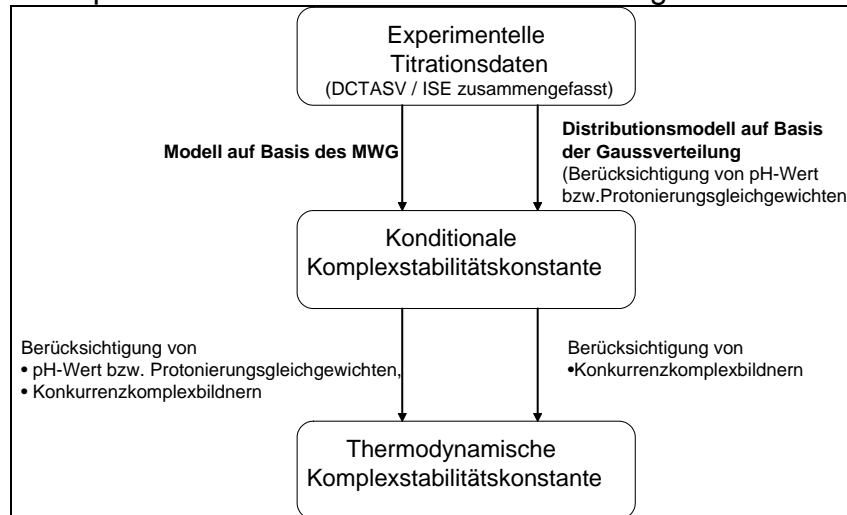 Experimentelle
Titrationsdaten
(DCTASV / ISE zusammengefasst)
Modell auf Basis des MWG
Distributionsmodell auf Basis
der Gaussverteilung
(Berücksichtigung von pH-Wert
bzw.Protonierungsgleichgewichten
Konditionale
Komplexstabilitätskonstante
Berücksichtigung von
• pH-Wert bzw. Protonierungsgleichgewichten,
• Konkurrenzkomplexbildnern
Berücksichtigung von
•Konkurrenzkomplexbildnern
Thermodynamische
Komplexstabilitätskonstante